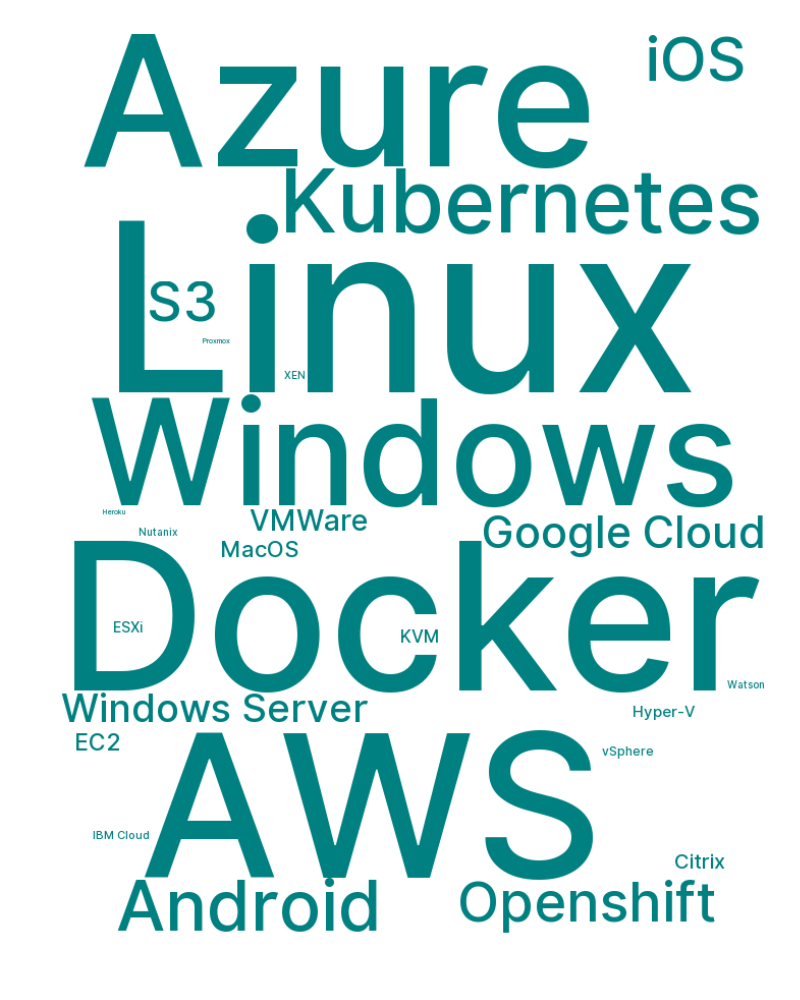 Azure
iOS
Kubernetes
Linux
S3
Proxmox
XEN
Windows
Heroku
VMWare
Nutanix
Google Cloud
MacOS
Docker
ESXi
KVM
Watson
Windows Server
Hyper-V
EC2
vSphere
AWS
IBM Cloud
Citrix
Android
Openshift